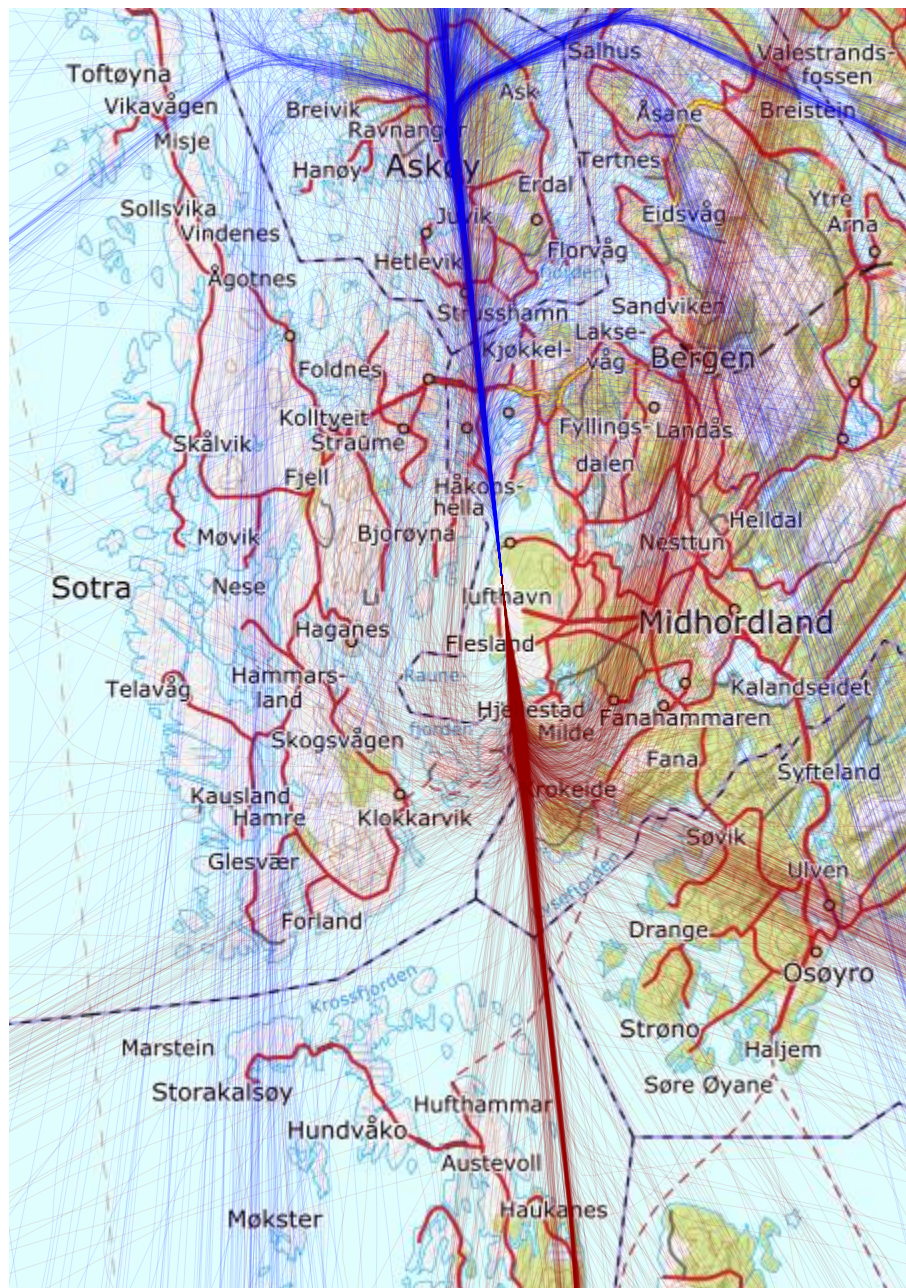 Salhus
Valestrands-
fossen
Toftøyna
Ask
Vikavågen
Breivik
Åsane
Breistein
Ravnanger
Misje
Tertnes
Askøy
Hanøy
Erdal
Ytre
Sollsvika
Juvik
Eidsvåg
Arna
Vindenes
Florvåg
Hetlevik
fjorden
Ågotnes
Strusshamn
Sandviken
Kjøkkel-
Lakse-
våg
Bergen
Foldnes
Kolltveit
Straume
Fyllings-
dalen
Landås
Skålvik
Fjell
Håkons-
hella
Helldal
Møvik
Bjorøyna
Nesttun
Sotra
Nese
Li
lufthavn
Haganes
Flesland
Midhordland
Telavåg
Hammars-
land
Raune-
fjorden
Kalandseidet
Hjellestad
Fanahammaren
Skogsvågen
Milde
Fana
Syfteland
Kausland
Krokeide
Hamre
Klokkarvik
Søvik
Glesvær
Ulven
Lysefjorden
Forland
Drange
Osøyro
Krossfjorden
Strøno
Marstein
Haljem
Storakalsøy
Søre Øyane
Hufthammar
Hundvåko
Austevoll
Møkster
Haukanes